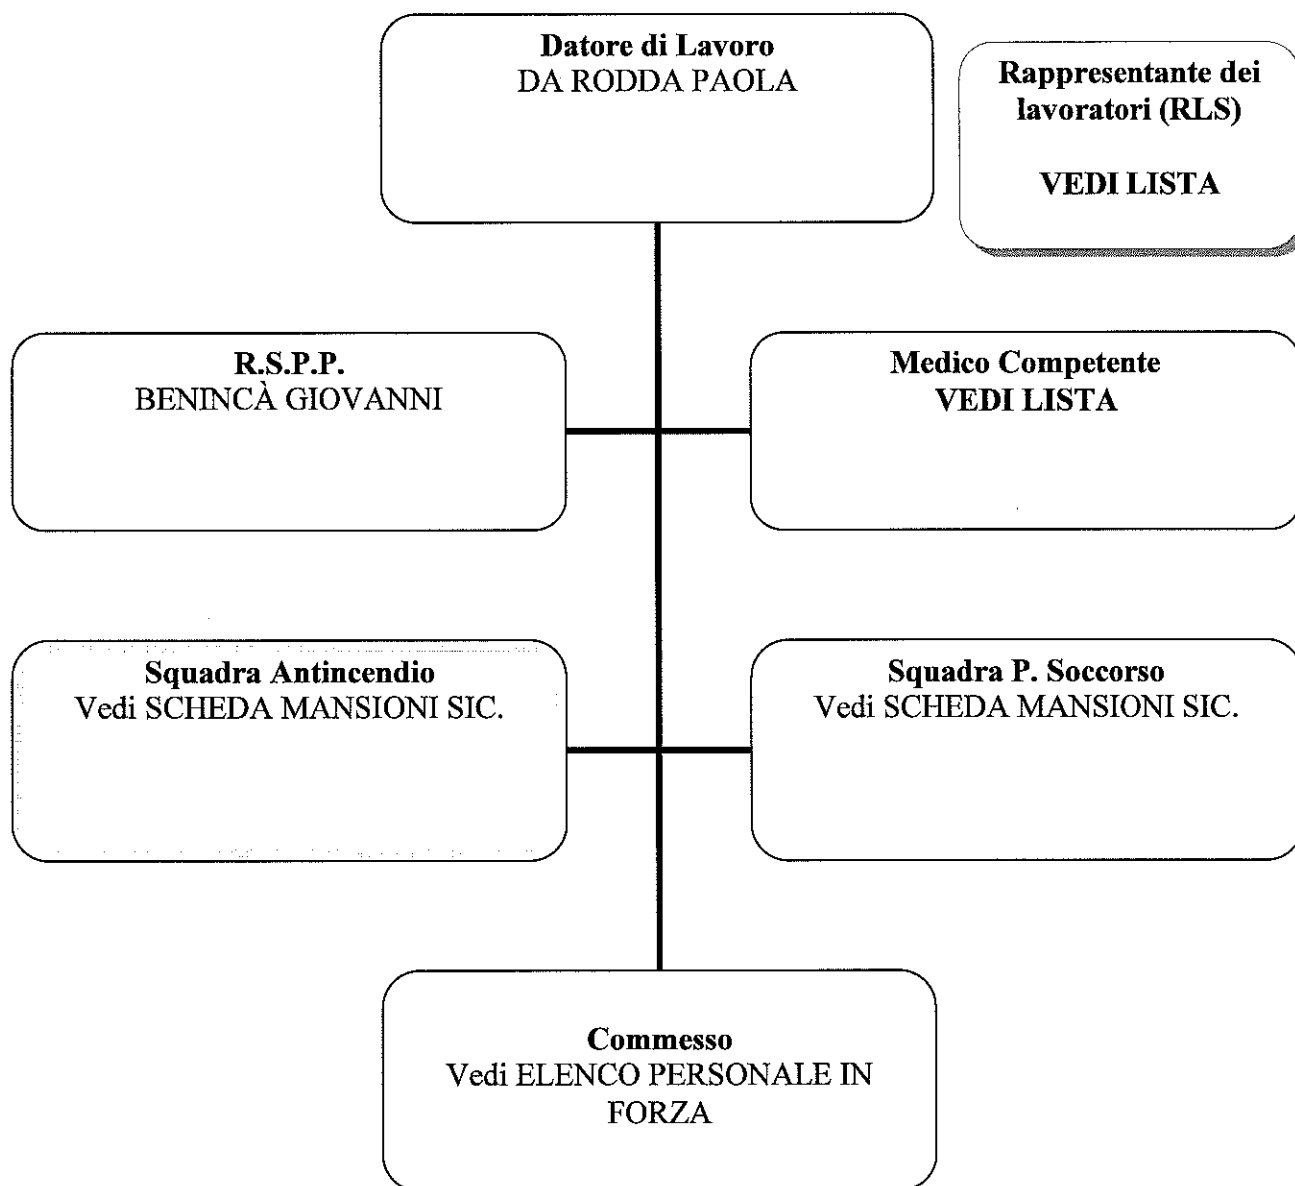 Datore di Lavoro
DA RODDA PAOLA
Rappresentante dei
lavoratori (RLS)
VEDI LISTA
R.S.P.P.
BENINCÀ GIOVANNI
Medico Competente
VEDI LISTA
Squadra Antincendio
Vedi SCHEDA MANSIONI SIC.
Squadra P. Soccorso
Vedi SCHEDA MANSIONI SIC.
Commesso
Vedi ELENCO PERSONALE IN
FORZA